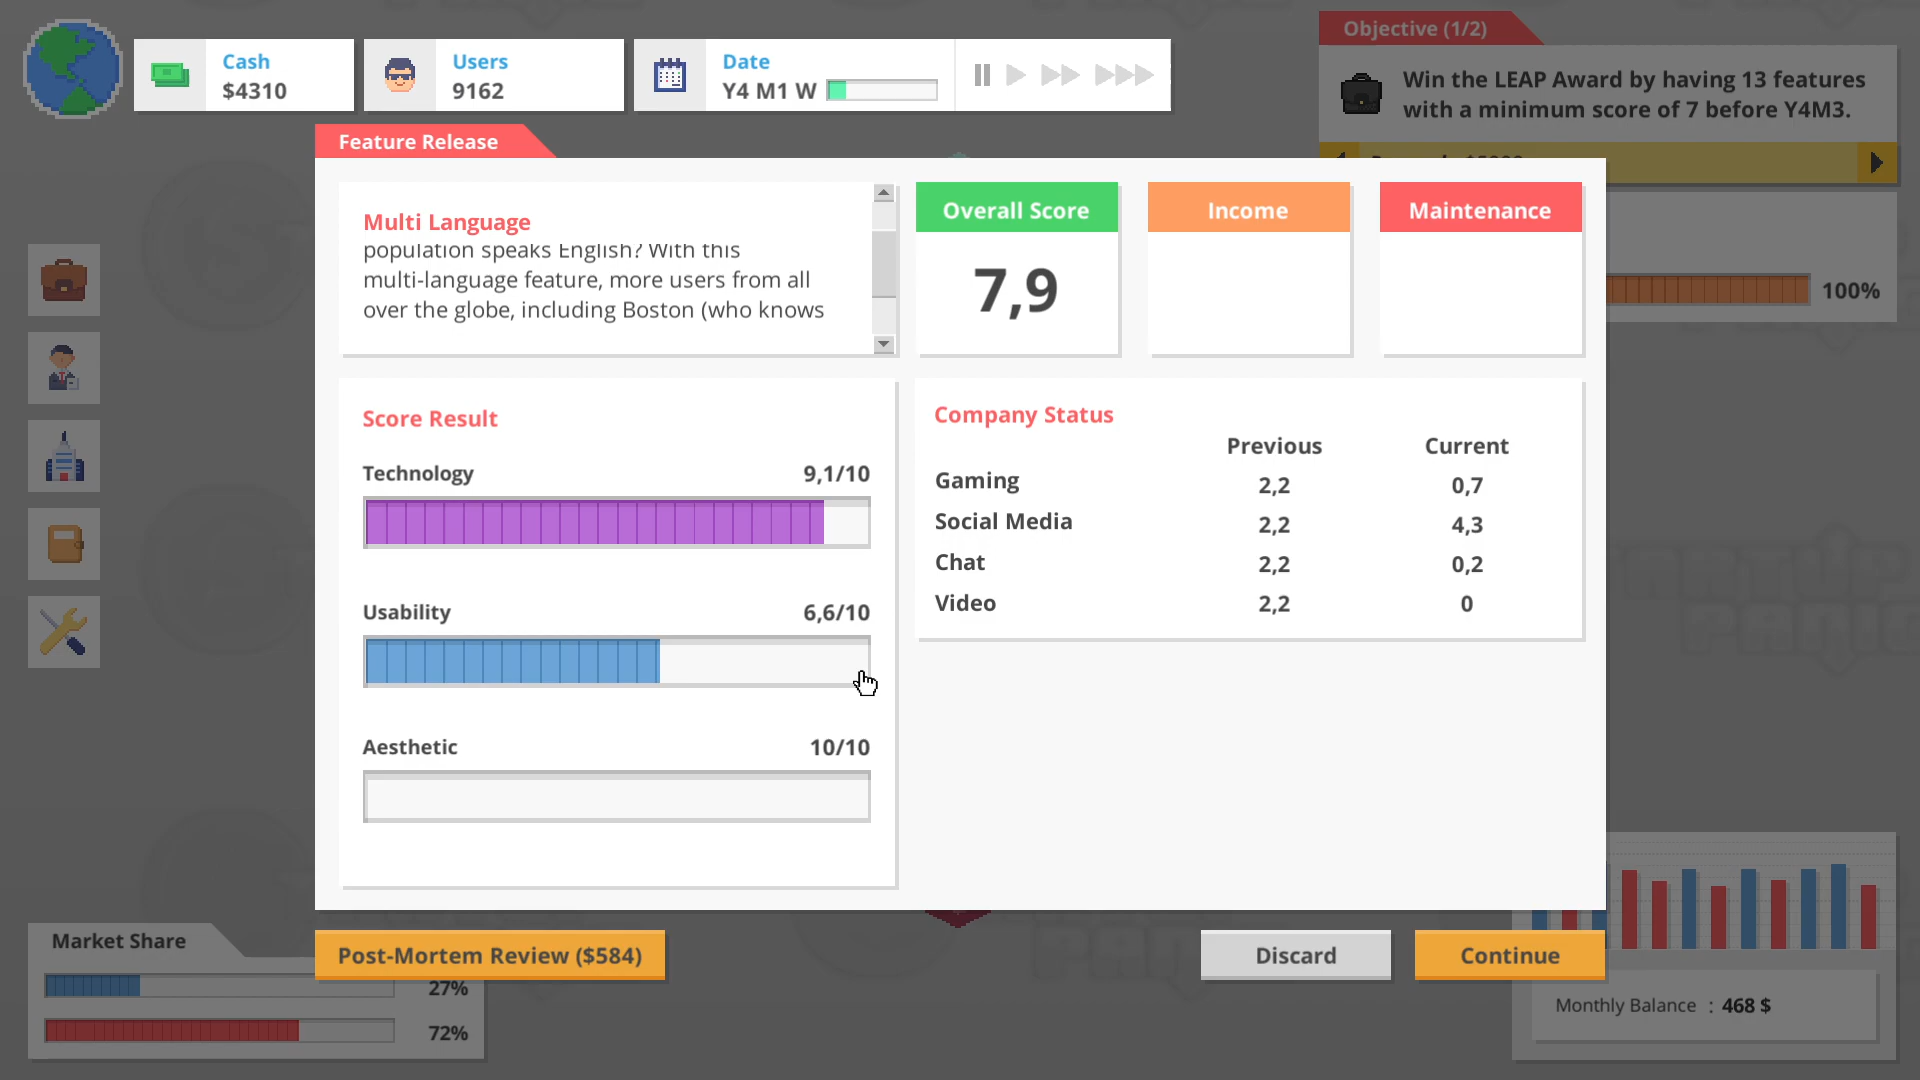 Cash
$4310
Users
9162
Date
Y4 M1 W
Objective (1/2)
Win the LEAP Award by having 13 features
with a minimum score of 7 before Y4M3.
Feature Release
Multi Language
population speaks English? With this
multi-language feature, more users from all
over the globe, including Boston (who knows
Overall Score
7,9
Income
Maintenance
100%
Score Result
Technology 9,1/10
Usability 6,6/10
Aesthetic 10/10
Company Status
Previous Current
Gaming 2,2 0,7
Social Media 2,2 4,3
Chat 2,2 0,2
Video 2,2 0
Market Share
27%
72%
Post-Mortem Review ($584)
Discard
Continue
Monthly Balance : 468 $